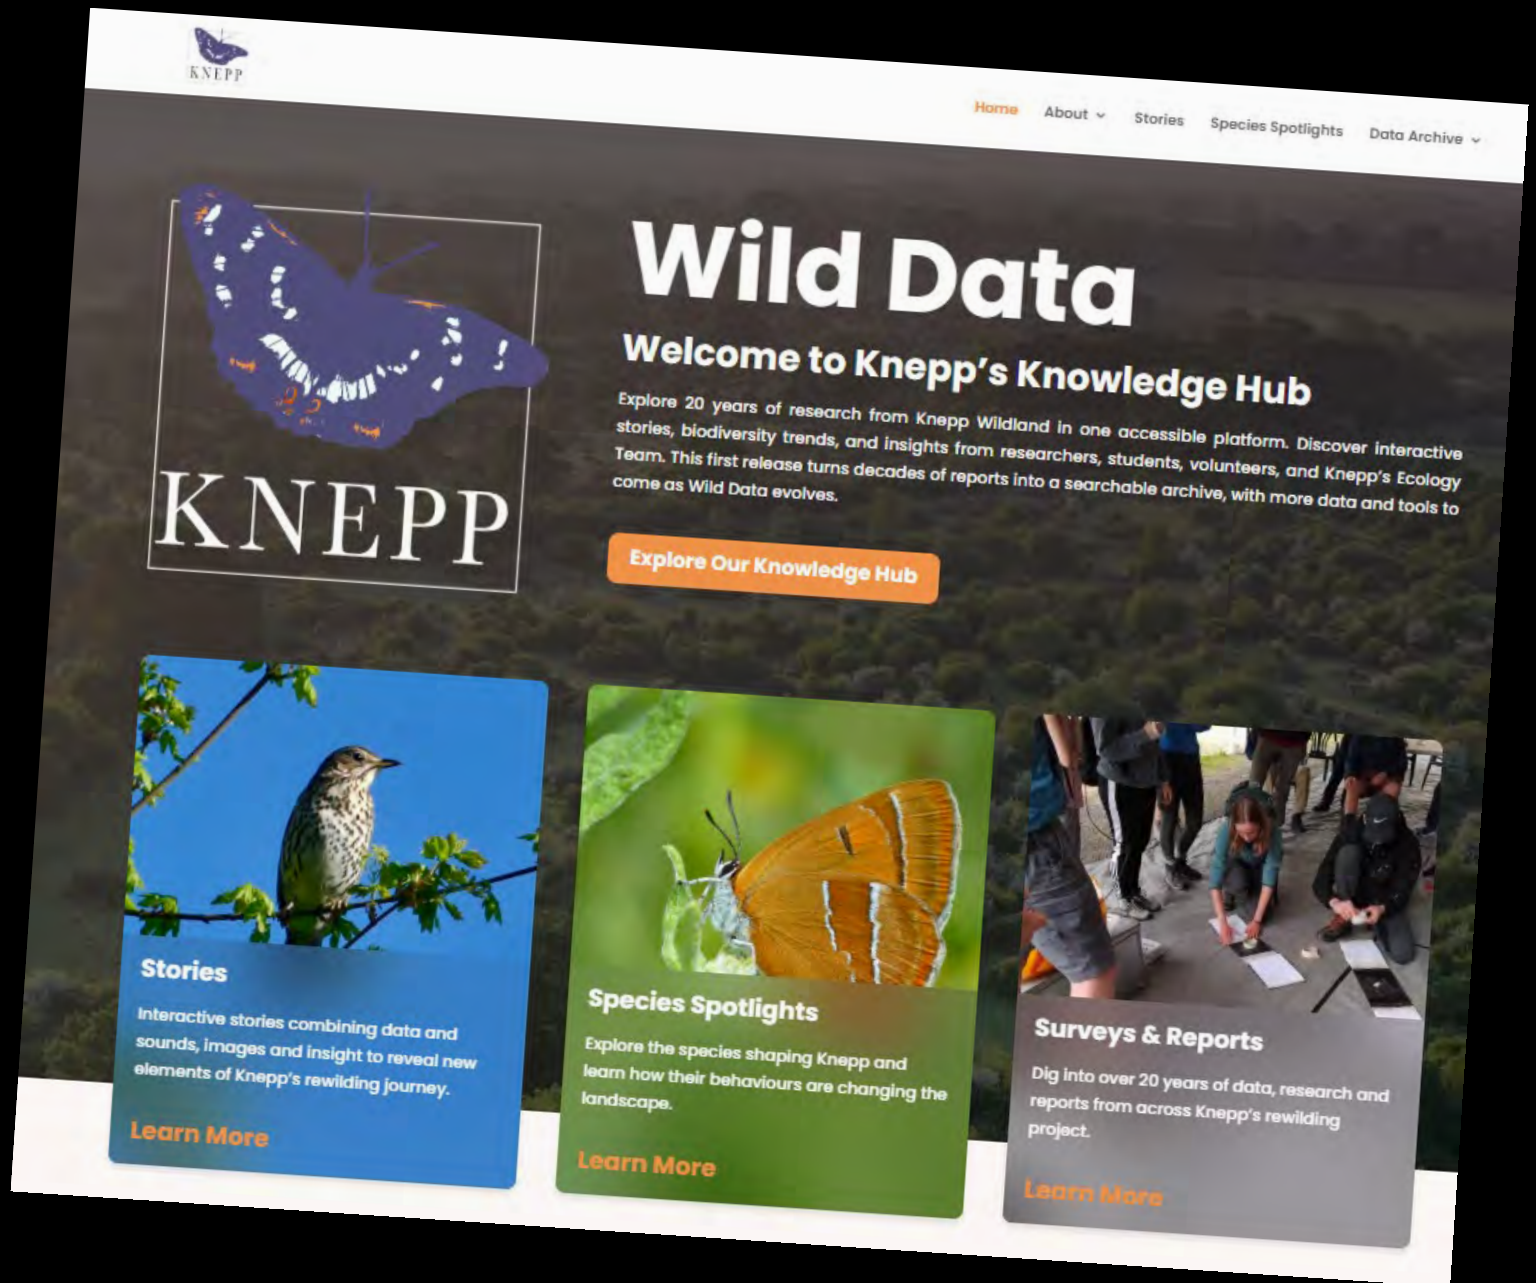 KNEPP
Home
About
Stories
Species Spotlights
Data Archive
KNEPP
Wild Data
Welcome to Knepp's Knowledge Hub
Explore 20 years of research from Knepp Wildland in one accessible platform. Discover interactive
stories, biodiversity trends, and insights from researchers, students, volunteers, and Knepp's Ecology
Team. This first release turns decades of reports into a searchable archive, with more data and tools to
come as Wild Data evolves.
Explore Our Knowledge Hub
Stories
Interactive stories combining data and
sounds, images and insight to reveal new
elements of Knepp's rewilding journey.
Learn More
Species Spotlights
Explore the species shaping Knepp and
learn how their behaviours are changing the
landscape.
Learn More
Surveys & Reports
Dig into over 20 years of data, research and
reports from across Knepp's rewilding
project.
Learn More